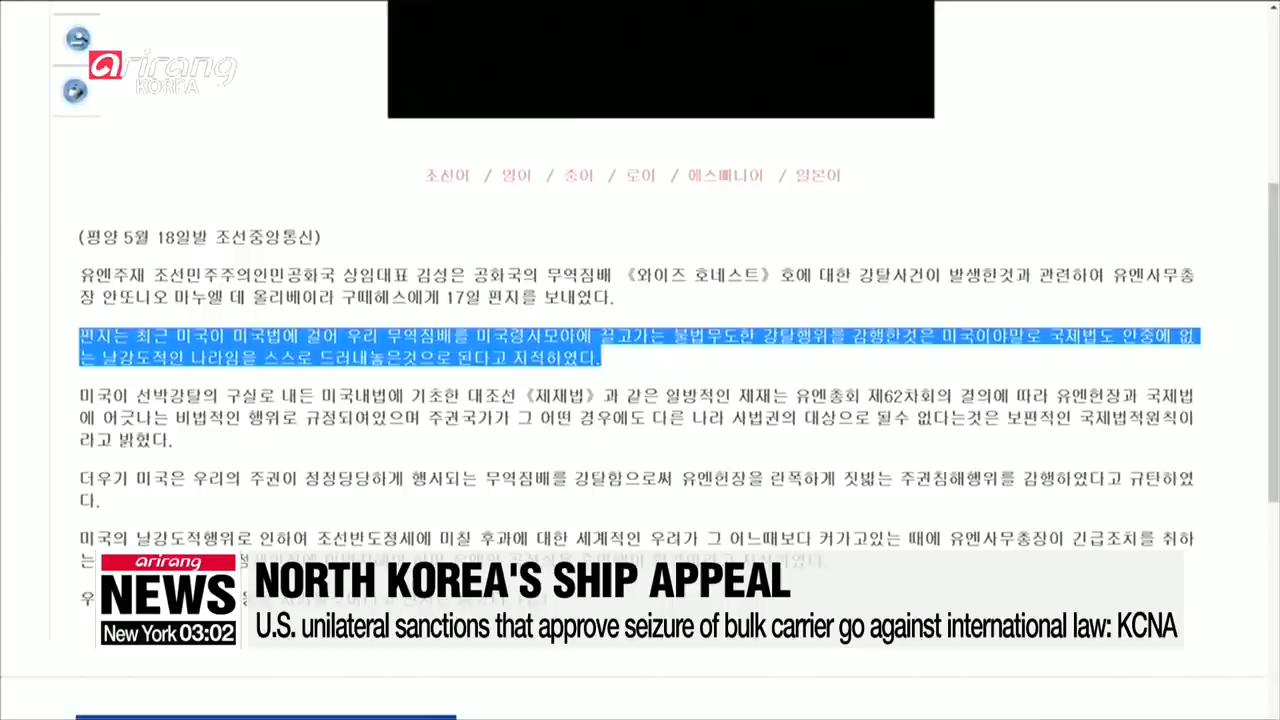 arirang
KOREA
조선어 / 영어 / 중어 / 로어 / 에스빠니어 / 일본어
(평양 5월 18일발 조선중앙통신)
유엔주재 조선민주주의인민공화국 상임대표 김성은 공화국의 무역짐배 《와이즈 호네스트》호에 대한 강탈사건이 발생한것과 관련하여 유엔사무총
장 안또니오 마누엘 데 올리베이라 구떼헤스에게 17일 편지를 보내였다.
편지는 최근 미국이 미국법에 걸어 우리 무역짐배를 미국령사모아에 끌고가는 불법무도한 강탈행위를 감행한것은 미국이야말로 국제법도 안중에 없
는 날강도적인 나라임을 스스로 드러내놓은것으로 된다고 지적하였다.
미국이 선박강탈의 구실로 내든 미국내법에 기초한 대조선《제재법》과 같은 일방적인 제재는 유엔총회 제62차회의 결의에 따라 유엔헌장과 국제법
에 어긋나는 비법적인 행위로 규정되여있으며 주권국가가 그 어떤 경우에도 다른 나라 사법권의 대상으로 될수 없다는것은 보편적인 국제법적원칙이
라고 밝혔다.
더우기 미국은 우리의 주권이 정정당당하게 행사되는 무역짐배를 강탈함으로써 유엔헌장을 란폭하게 짓밟는 주권침해행위를 감행하였다고 규탄하였
다.
미국의 날강도적행위로 인하여 조선반도정세에 미칠 후과에 대한 세계적인 우려가 그 어느때보다 커가고있는 때에 유엔사무총장이 긴급조치를 취하
는
우
arirang
NEWS
New York 03:02
NORTH KOREA'S SHIP APPEAL
U.S. unilateral sanctions that approve seizure of bulk carrier go against international law: KCNA